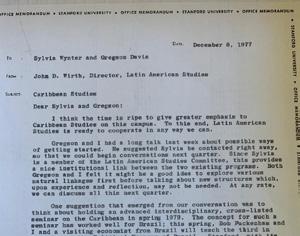 OFFICE MEMORANDUM • STANFORD UNIVERSITY • OFFICE MEMORANDUM • STANFORD UNIVERSITY • OFFICE MEMORANDUM
DATE: December 8, 1977
TO : Sylvia Wynter and Gregson Davis
FROM : John D. Wirth, Director, Latin American Studies
SUBJECT: Caribbean Studies
Dear Sylvia and Gregson:
I think the time is ripe to give greater emphasis to
Caribbean Studies on this campus. To this end, Latin American
Studies is ready to cooperate in any way we can.
Gregson and I had a long talk last week about possible ways
of getting started. He suggested Sylvia be contacted right away,
so that we could begin conversations next quarter. Since Sylvia
is a member of the Latin American Studies Committee, this provides
a nice institutional link between the two existing programs. Both
Gregson and I felt it might be a good idea to explore various
natural linkages first before talking about new structures which,
upon experience and reflection, may not be needed. At any rate,
we can discuss all this next quarter.
One suggestion that emerged from our conversation was to
think about holding an advanced interdisciplinary, cross-listed
seminar on the Caribbean in spring 1979. The concept for such a
seminar has worked well for Brazil; this spring, Bob Packenham and
I and a visiting economist from Brazil will teach the third in